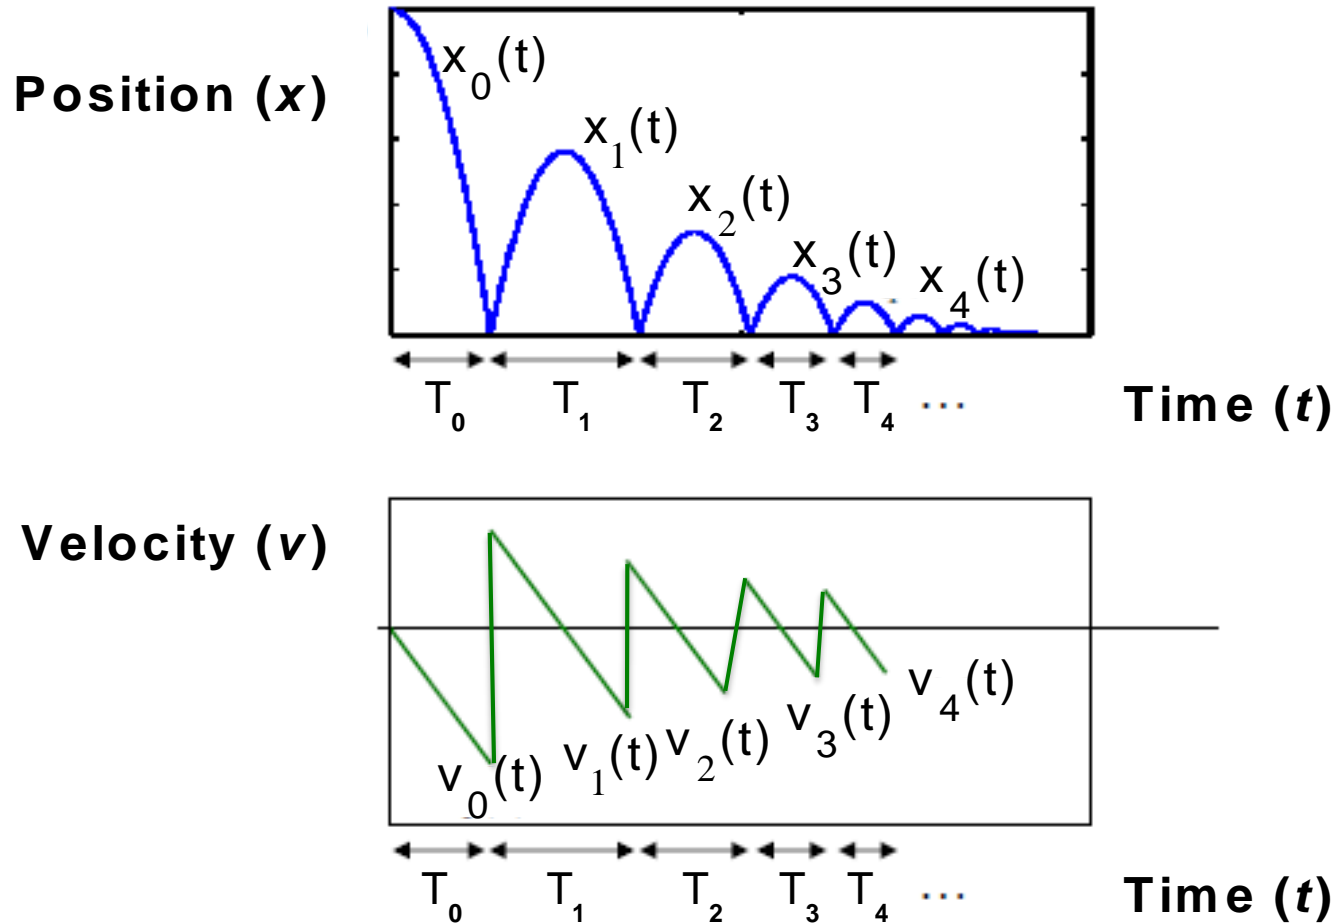 Position (x)
x0(t)
x1(t)
x2(t)
x3(t)
x4(t)
T0 T1 T2 T3 T4 ...
Time (t)
Velocity (v)
v0(t)
v1(t)
v2(t)
v3(t)
v4(t)
T0 T1 T2 T3 T4 ...
Time (t)